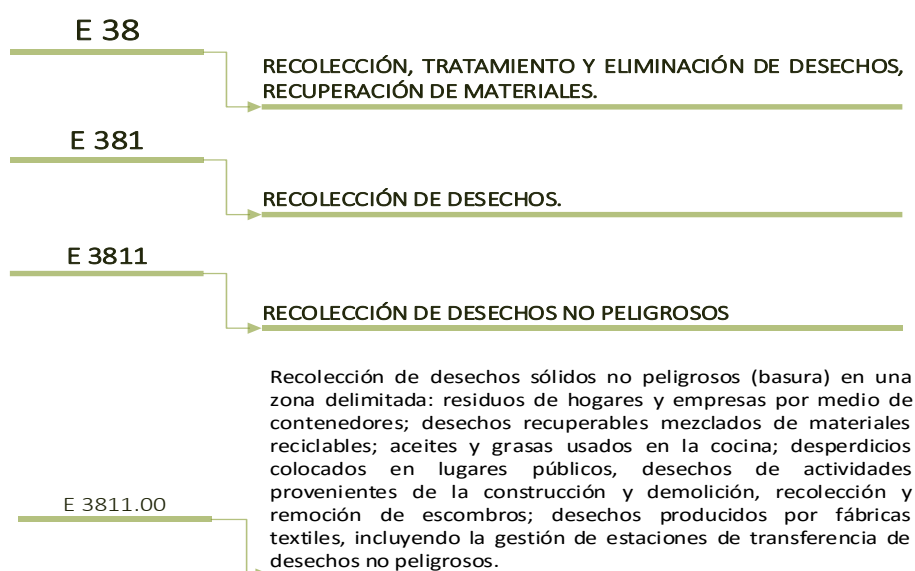 E 38
RECOLECCIÓN, TRATAMIENTO Y ELIMINACIÓN DE DESECHOS,
RECUPERACIÓN DE MATERIALES.
E 381
RECOLECCIÓN DE DESECHOS.
E 3811
RECOLECCIÓN DE DESECHOS NO PELIGROSOS
E 3811.00
Recolección de desechos sólidos no peligrosos (basura) en una
zona delimitada: residuos de hogares y empresas por medio de
contenedores; desechos recuperables mezclados de materiales
reciclables; aceites y grasas usados en la cocina; desperdicios
colocados en lugares públicos, desechos de actividades
provenientes de la construcción y demolición, recolección y
remoción de escombros; desechos producidos por fábricas
textiles, incluyendo la gestión de estaciones de transferencia de
desechos no peligrosos.